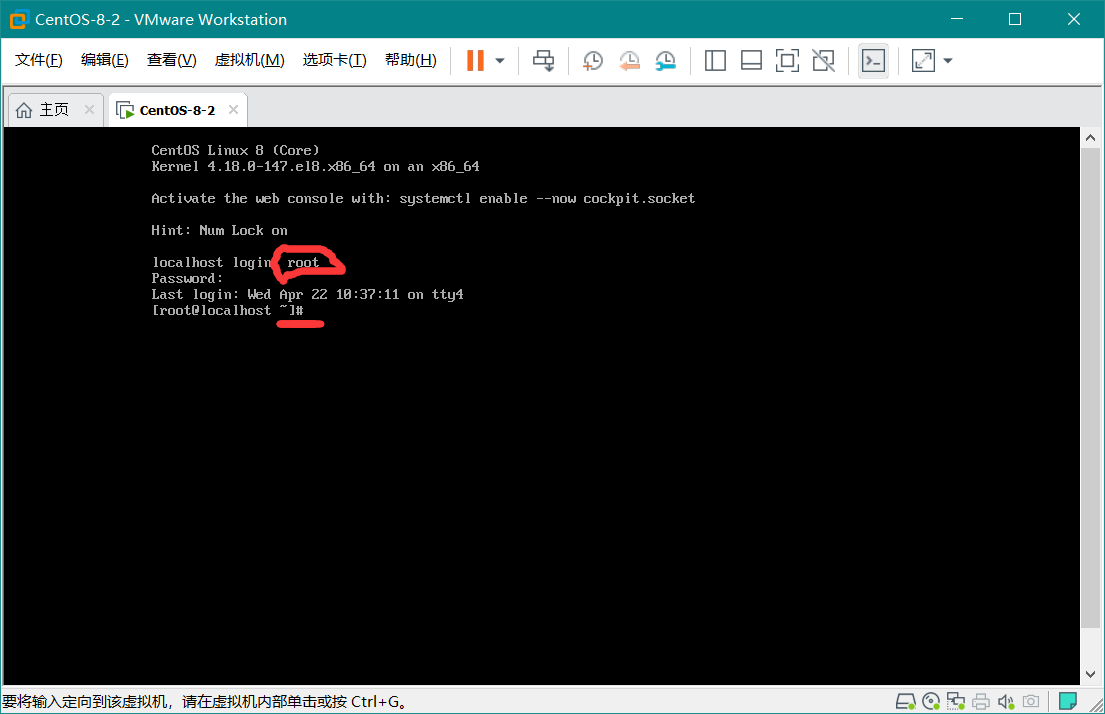 CentOS-8-2 - VMware Workstation
文件(F) 编辑(E) 查看(V) 虚拟机(M) 选项卡(T) 帮助(H)
主页 CentOS-8-2
CentOS Linux 8 (Core)
Kernel 4.18.0-147.el8.x86_64 on an x86_64
Activate the web console with: systemctl enable --now cockpit.socket
Hint: Num Lock on
localhost login root
Password:
Last login: Wed Apr 22 10:37:11 on tty4
[root@localhost ~]#
要将输入定向到该虚拟机，请在虚拟机内部单击或按 Ctrl+G。